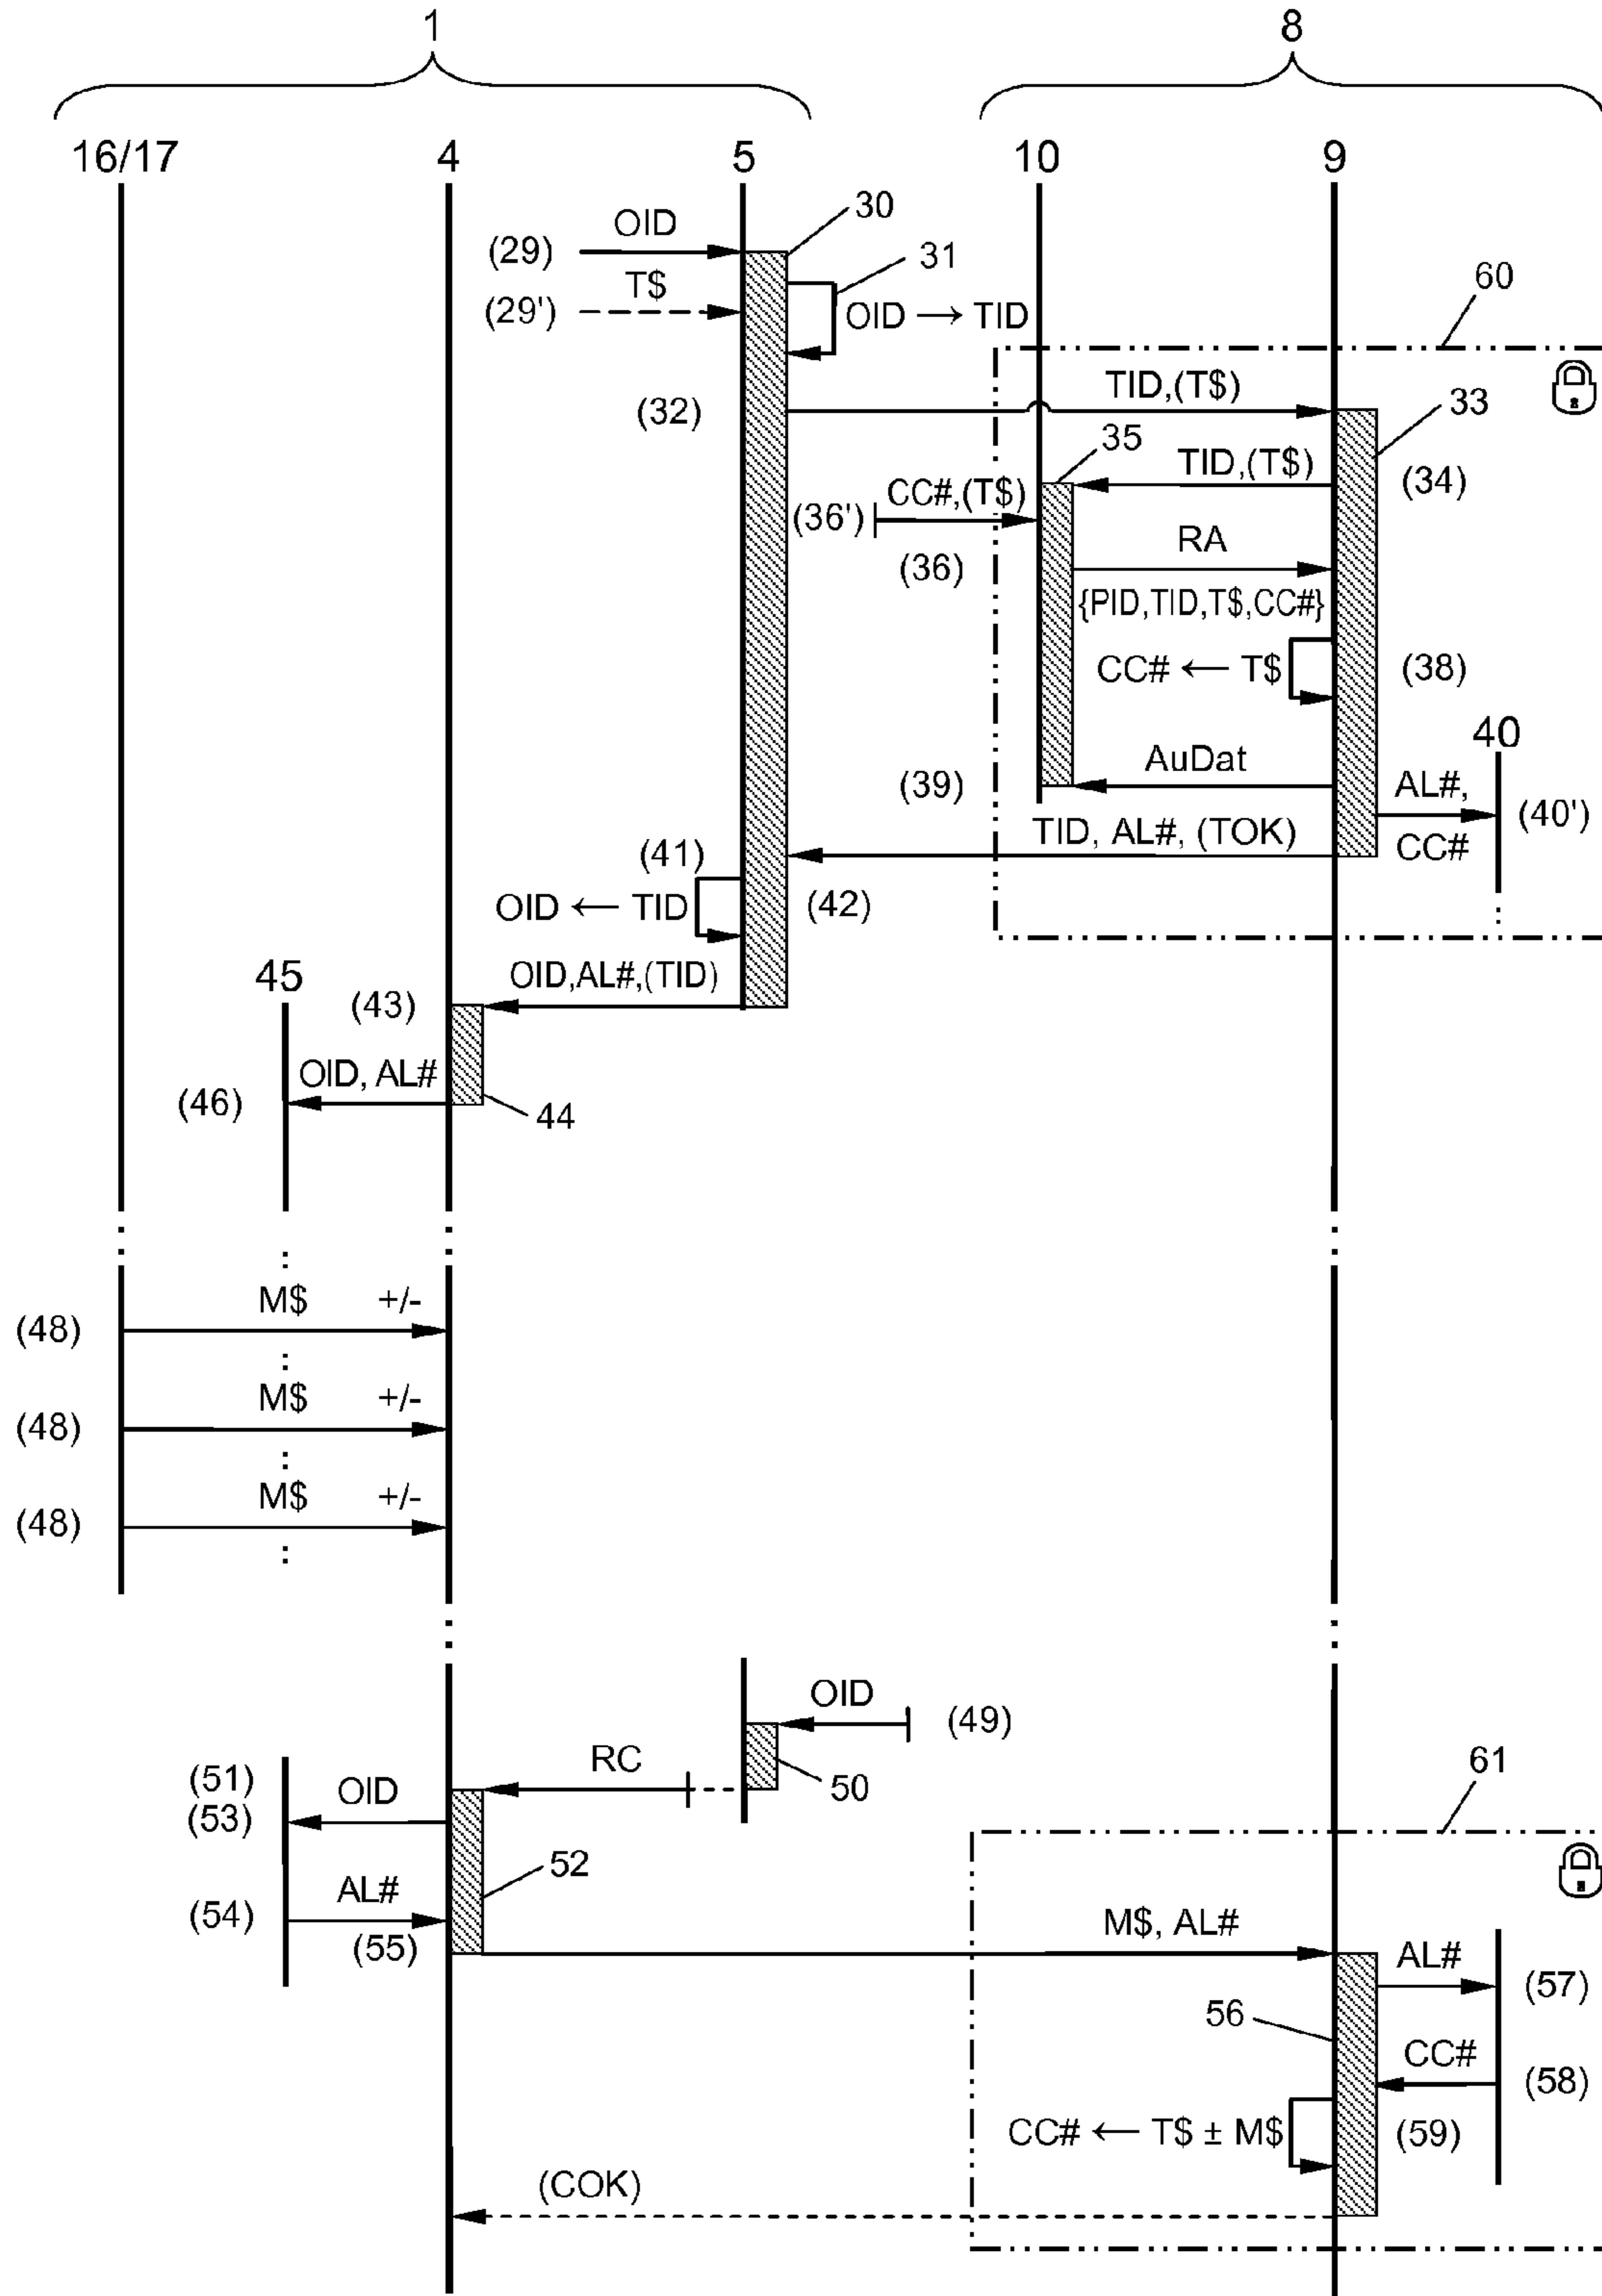 1
8
16/17
4
5
10
9
(29)
OID
30
31
(29')
T$
OID → TID
60
(32)
TID,(T$)
33
35
TID,(T$)
(34)
(36')
CC#,(T$)
(36)
RA
{PID,TID,T$,CC#}
CC# ← T$
(38)
40
(39)
AuDat
AL#,
CC#
(40')
TID, AL#, (TOK)
(41)
OID ← TID
(42)
45
(43)
OID,AL#,(TID)
(46)
OID, AL#
44
(48)
M$ +/-
(48)
M$ +/-
(48)
M$ +/-
OID
(49)
(51)
RC
50
(53)
OID
61
52
(54)
AL#
(55)
M$, AL#
AL#
(57)
56
CC#
(58)
CC# ← T$ ± M$
(59)
(COK)